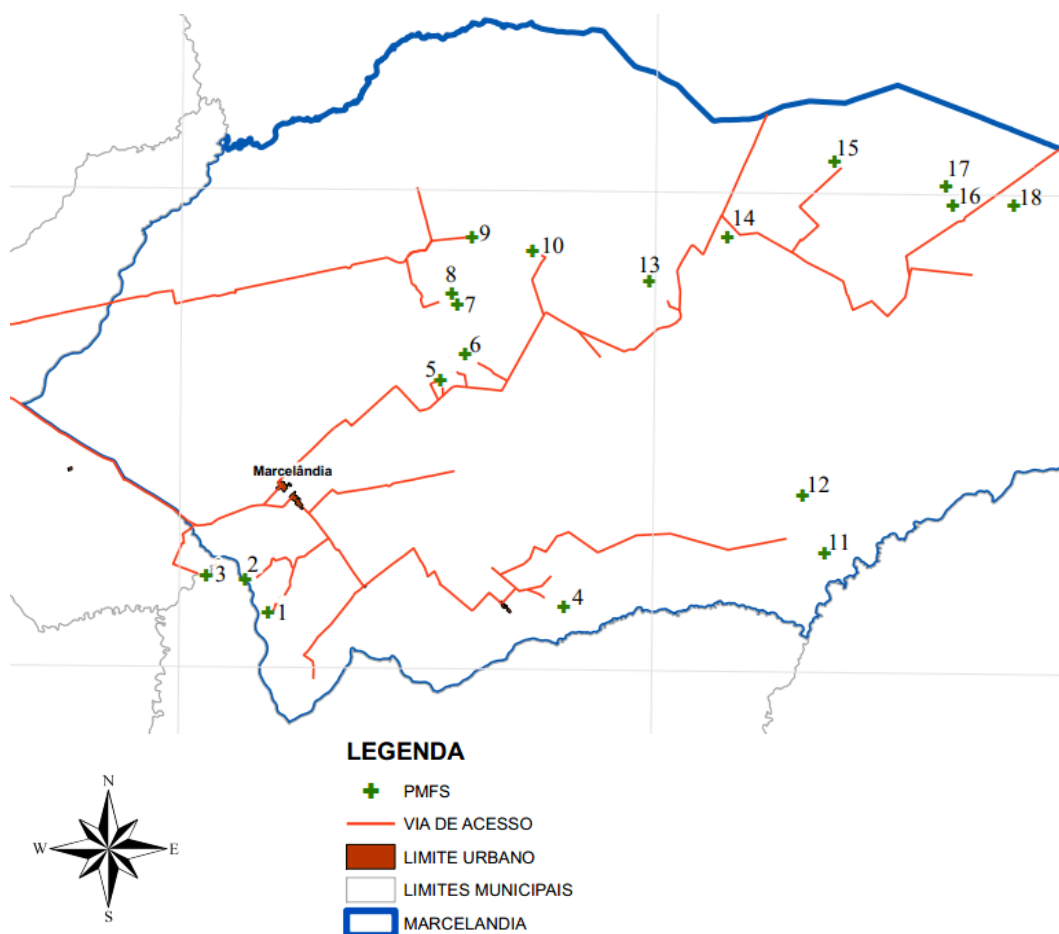 15
17
16
18
14
9
10
13
8
7
6
5
Marcelândia
12
11
3
2
1
4
LEGENDA
PMFS
VIA DE ACESSO
LIMITE URBANO
LIMITES MUNICIPAIS
MARCELANDIA
N
W
E
S